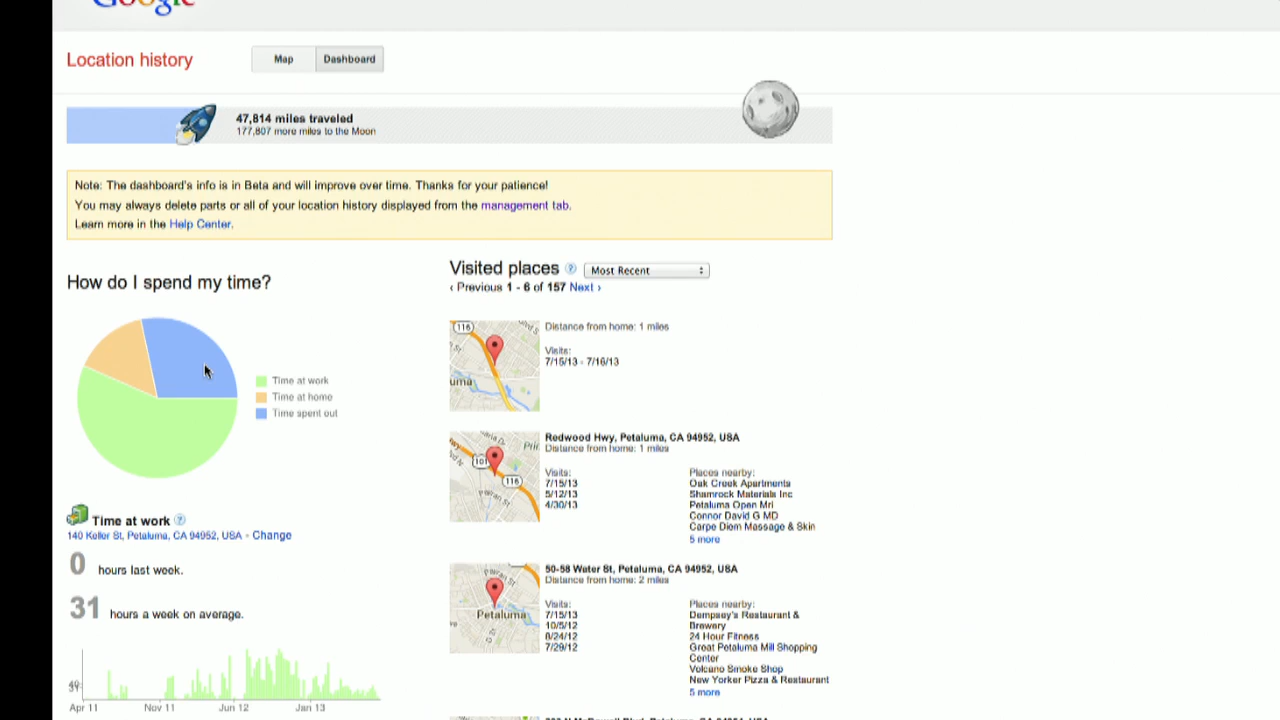 Google
Location history
Map
Dashboard
47,814 miles traveled
177,807 more miles to the Moon
Note: The dashboard's info is in Beta and will improve over time. Thanks for your patience!
You may always delete parts or all of your location history displayed from the management tab.
Learn more in the Help Center.
How do I spend my time?
Time at work
Time at home
Time spent out
Time at work ?
140 Keller St, Petaluma, CA 94952, USA - Change
0 hours last week.
31 hours a week on average.
Apr 11 Nov 11 Jun 12 Jan 13
Visited places ? Most Recent
‹ Previous 1 - 6 of 157 Next ›
116
uma
Distance from home: 1 miles
Visits:
7/15/13 - 7/16/13
101
116
Redwood Hwy, Petaluma, CA 94952, USA
Distance from home: 1 miles
Visits:
7/15/13
5/12/13
4/30/13
Places nearby:
Oak Creek Apartments
Shamrock Materials Inc
Petaluma Open Mri
Connor David G MD
Carpe Diem Massage & Skin
5 more
Petaluma
50-58 Water St, Petaluma, CA 94952, USA
Distance from home: 2 miles
Visits:
7/15/13
10/5/12
8/24/12
7/29/12
Places nearby:
Dempsey's Restaurant &
Brewery
24 Hour Fitness
Great Petaluma Mill Shopping
Center
Volcano Smoke Shop
New Yorker Pizza & Restaurant
5 more